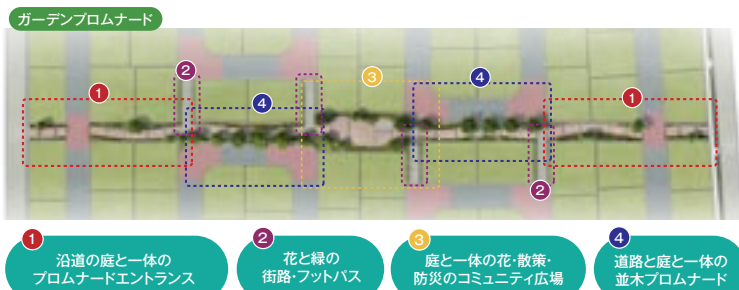 ガーデンプロムナード
1
2
4
3
4
1
2
1
沿道の庭と一体の
プロムナードエントランス
2
花と緑の
街路・フットパス
3
庭と一体の花・散策・
防災のコミュニティ広場
4
道路と庭と一体の
並木プロムナード